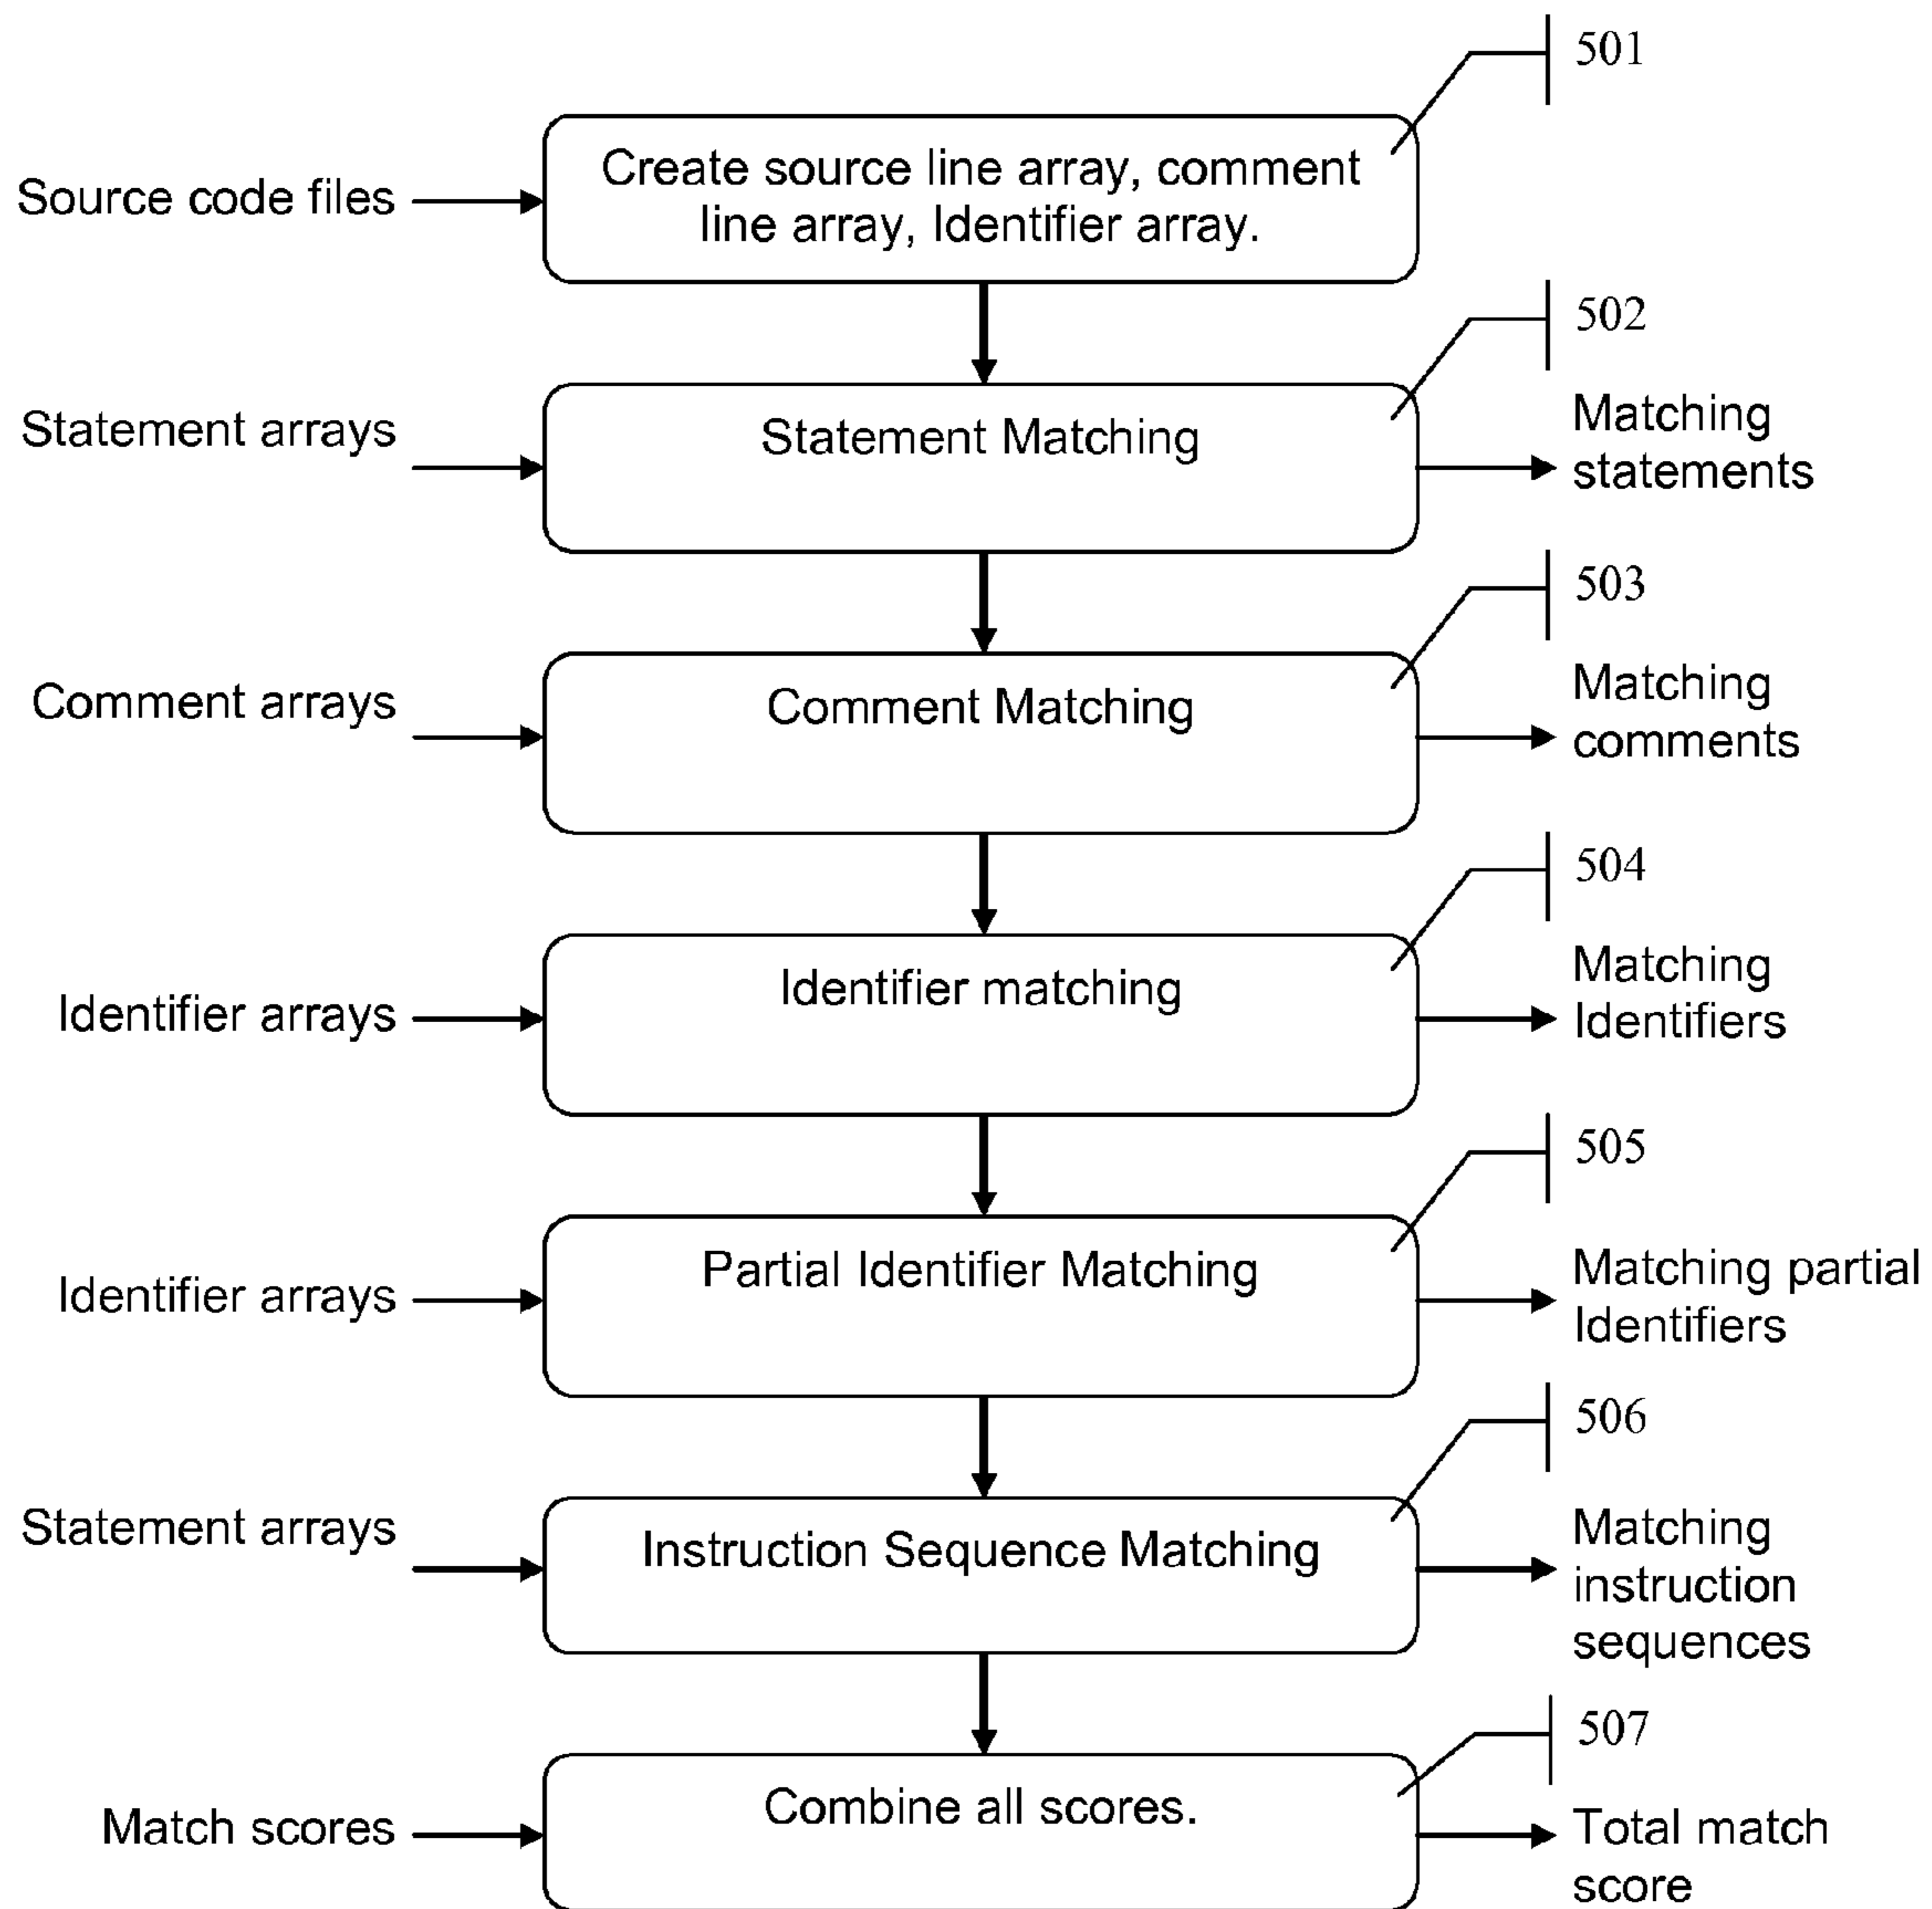 501
Source code files
Create source line array, comment
line array, Identifier array.
502
Statement arrays
Statement Matching
Matching
statements
503
Comment arrays
Comment Matching
Matching
comments
504
Identifier arrays
Identifier matching
Matching
Identifiers
505
Identifier arrays
Partial Identifier Matching
Matching partial
Identifiers
506
Statement arrays
Instruction Sequence Matching
Matching
instruction
sequences
507
Match scores
Combine all scores.
Total match
score